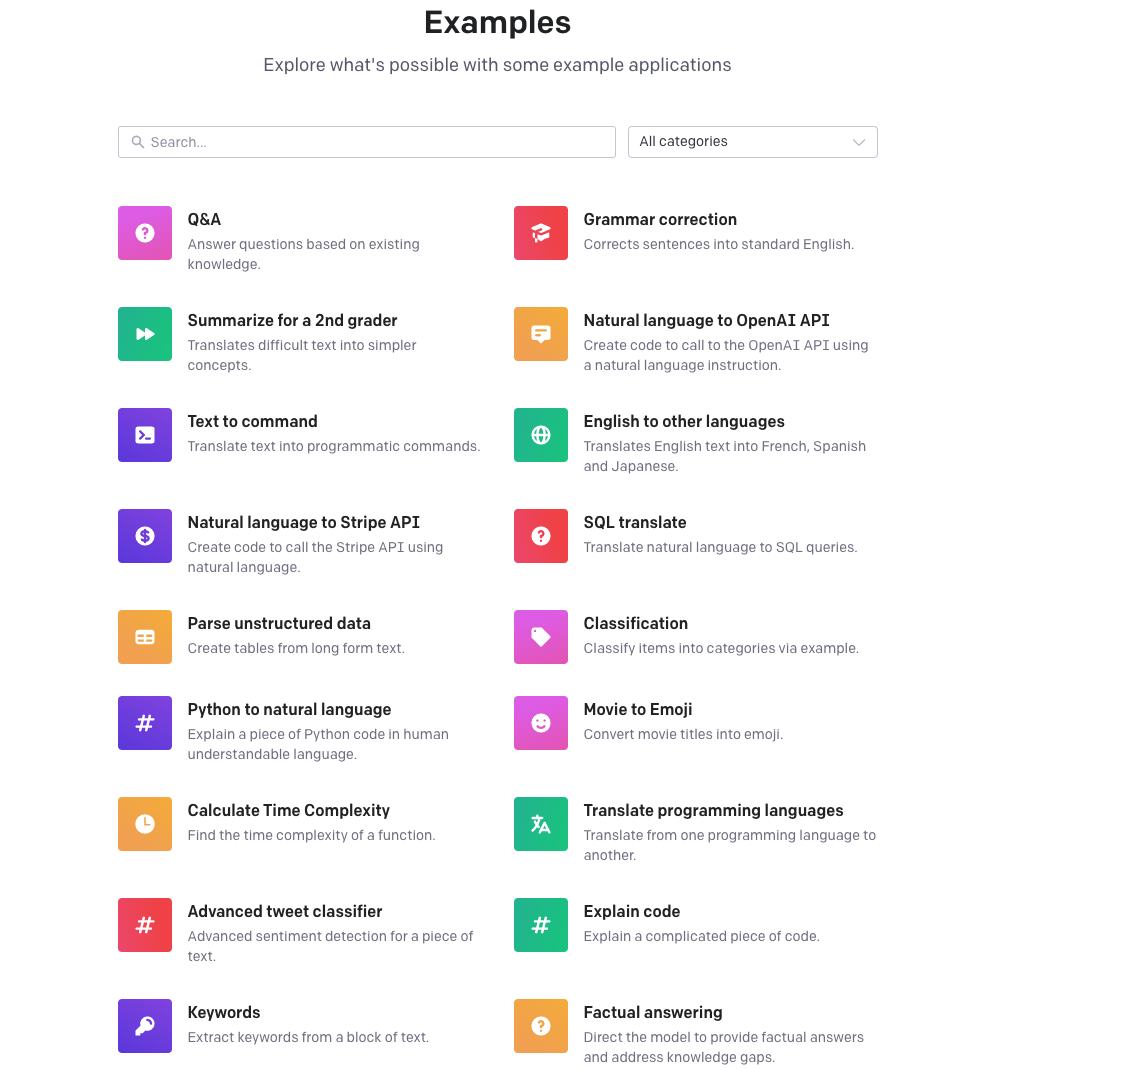 Examples
Explore what's possible with some example applications
Search...
All categories
Q&A
Answer questions based on existing
knowledge.
Grammar correction
Corrects sentences into standard English.
Summarize for a 2nd grader
Translates difficult text into simpler
concepts.
Natural language to OpenAI API
Create code to call to the OpenAI API using
a natural language instruction.
Text to command
Translate text into programmatic commands.
English to other languages
Translates English text into French, Spanish
and Japanese.
Natural language to Stripe API
Create code to call the Stripe API using
natural language.
SQL translate
Translate natural language to SQL queries.
Parse unstructured data
Create tables from long form text.
Classification
Classify items into categories via example.
Python to natural language
Explain a piece of Python code in human
understandable language.
Movie to Emoji
Convert movie titles into emoji.
Calculate Time Complexity
Find the time complexity of a function.
Translate programming languages
Translate from one programming language to
another.
Advanced tweet classifier
Advanced sentiment detection for a piece of
text.
Explain code
Explain a complicated piece of code.
Keywords
Extract keywords from a block of text.
Factual answering
Direct the model to provide factual answers
and address knowledge gaps.